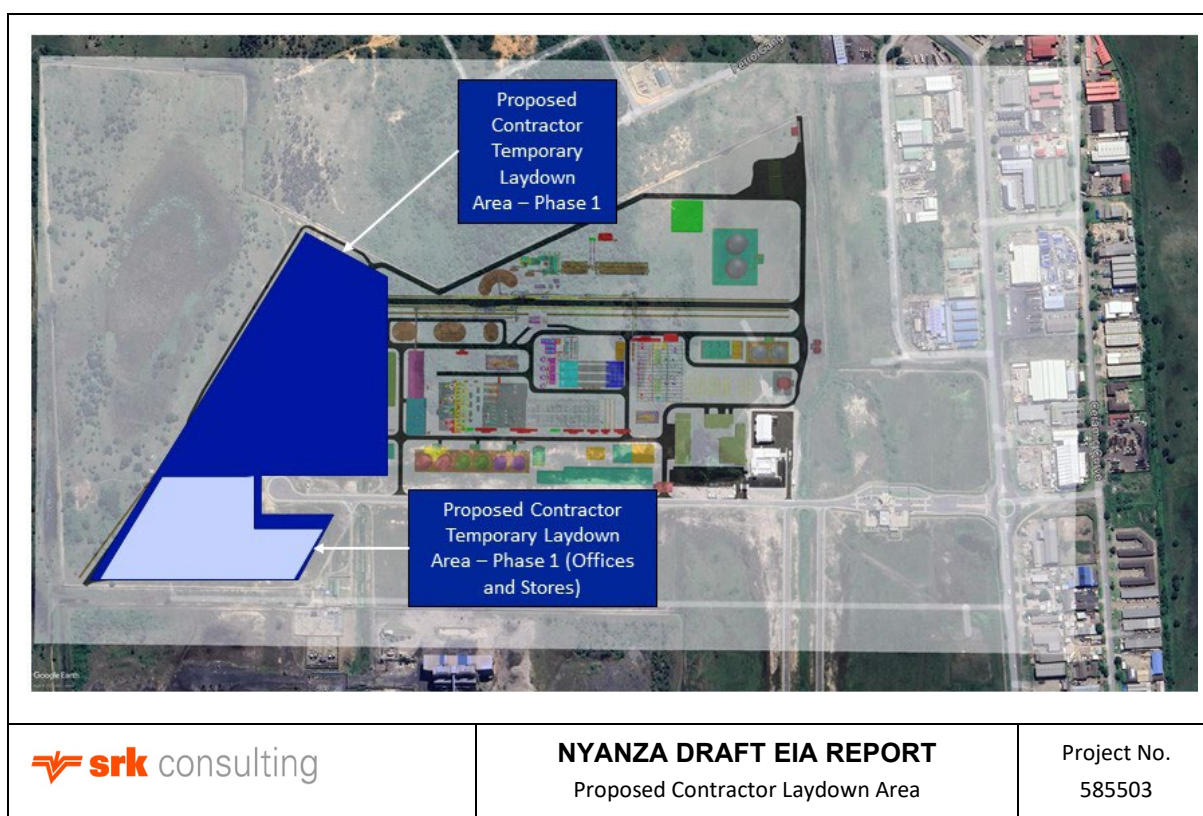 Proposed
Contractor
Temporary
Laydown
Area – Phase 1
Proposed Contractor
Temporary Laydown
Area – Phase 1 (Offices
and Stores)
Google Earth
srk consulting
NYANZA DRAFT EIA REPORT
Proposed Contractor Laydown Area
Project No.
585503